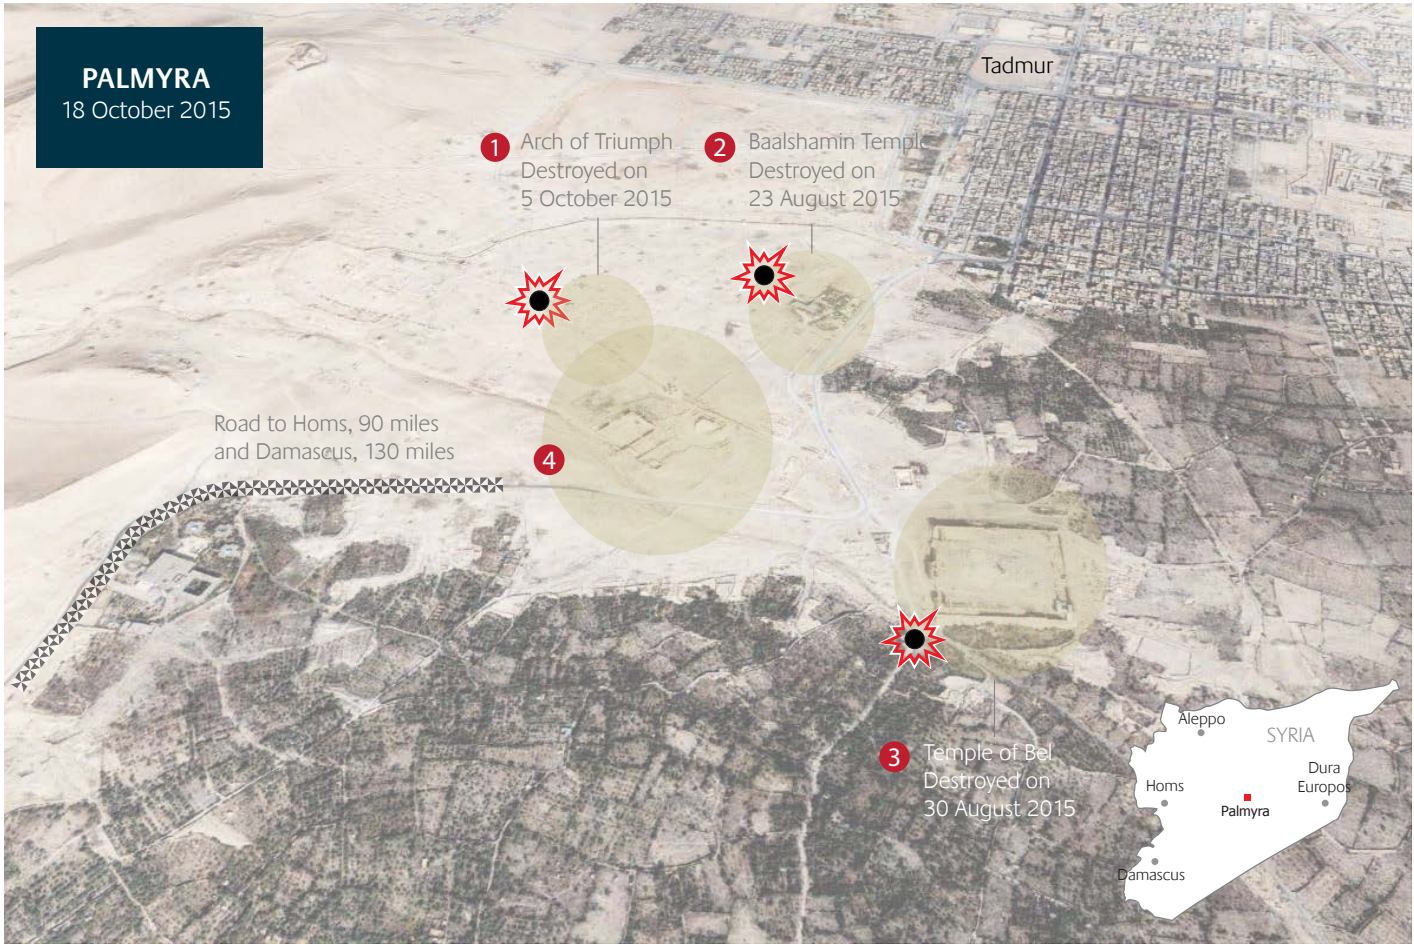 PALMYRA
18 October 2015
Tadmur
1
Arch of Triumph
Destroyed on
5 October 2015
2
Baalshamin Temple
Destroyed on
23 August 2015
Road to Homs, 90 miles
and Damascus, 130 miles
4
3
Temple of Bel
Destroyed on
30 August 2015
Aleppo
SYRIA
Dura
Europos
Homs
Palmyra
Damascus